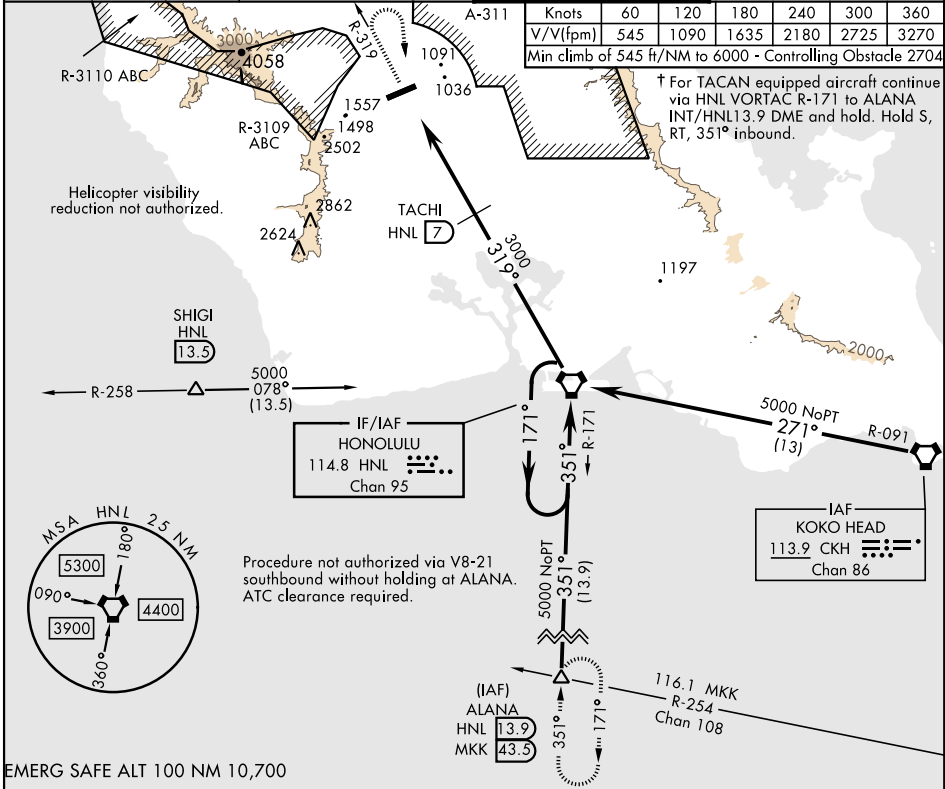 Knots 60 120 180 240 300 360
V/V(fpm) 545 1090 1635 2180 2725 3270
Min climb of 545 ft/NM to 6000 - Controlling Obstacle 2704
† For TACAN equipped aircraft continue
via HNL VORTAC R-171 to ALANA
INT/HNL13.9 DME and hold. Hold S,
RT, 351° inbound.
A-311
R-319
3000
4058
R-3110 ABC
1091
1036
1557
1498
R-3109
ABC
2502
Helicopter visibility
reduction not authorized.
2862
2624
TACHI
HNL 7
3000
319°
1197
2000
SHIGI
HNL
13.5
R-258
5000
078°
(13.5)
IF/IAF
HONOLULU
114.8 HNL
Chan 95
171°
351°
R-171
5000 NoPT
271°
(13)
R-091
IAF
KOKO HEAD
113.9 CKH
Chan 86
MSA HNL 25 NM
180°
5300
090°
4400
3900
360°
Procedure not authorized via V8-21
southbound without holding at ALANA.
ATC clearance required.
5000 NoPT
351°
(13.9)
(IAF)
ALANA
HNL 13.9
MKK 43.5
351°
171°
116.1 MKK
R-254
Chan 108
EMERG SAFE ALT 100 NM 10,700